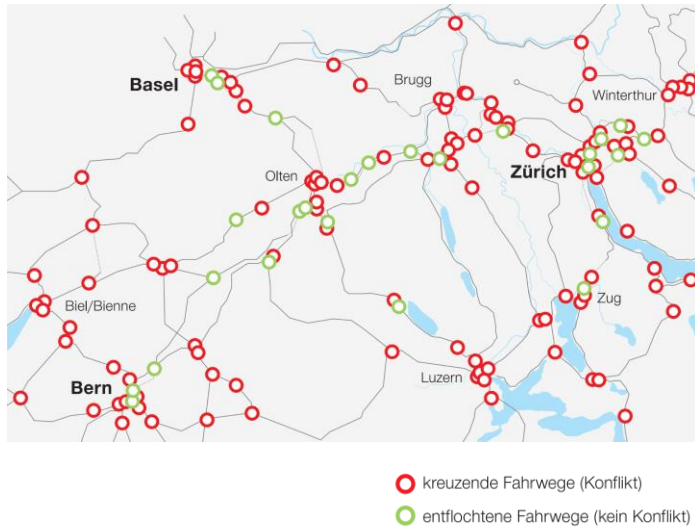 Basel
Brugg
Winterthur
Zürich
Olten
Biel/Bienne
Zug
Bern
Luzern
kreuzende Fahrwege (Konflikt)
entflochtene Fahrwege (kein Konflikt)